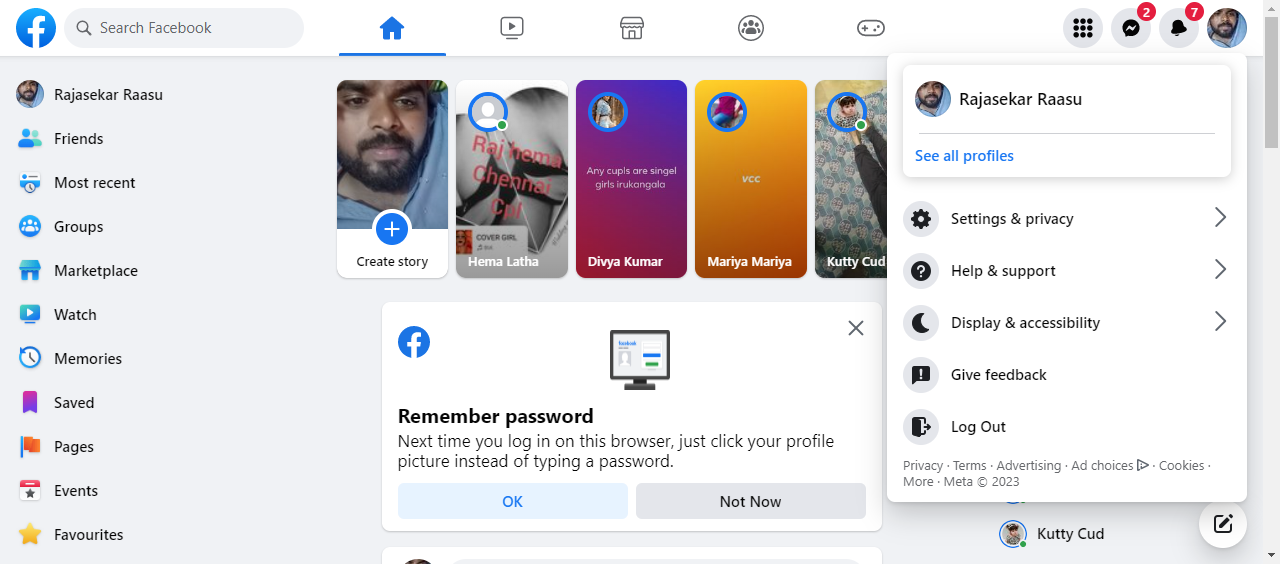 Search Facebook
2
7
Rajasekar Raasu
Friends
Most recent
Groups
Marketplace
Watch
Memories
Saved
Pages
Events
Favourites
Create story
Raj hema
Chennai
Cpl
COVER GIRL
Hema Latha
Any cupls are singel
girls irukangala
Divya Kumar
vcc
Mariya Mariya
Kutty Cud
Remember password
Next time you log in on this browser, just click your profile
picture instead of typing a password.
OK
Not Now
Rajasekar Raasu
See all profiles
Settings & privacy
Help & support
Display & accessibility
Give feedback
Log Out
Privacy · Terms · Advertising · Ad choices · Cookies ·
More · Meta © 2023
Kutty Cud